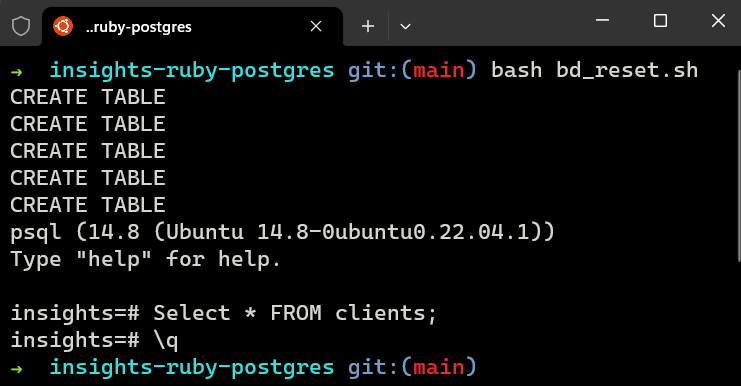 ..ruby-postgres
→ insights-ruby-postgres git:(main) bash bd_reset.sh
CREATE TABLE
CREATE TABLE
CREATE TABLE
CREATE TABLE
CREATE TABLE
psql (14.8 (Ubuntu 14.8-0ubuntu0.22.04.1))
Type "help" for help.
insights=# Select * FROM clients;
insights=# \q
→ insights-ruby-postgres git:(main)